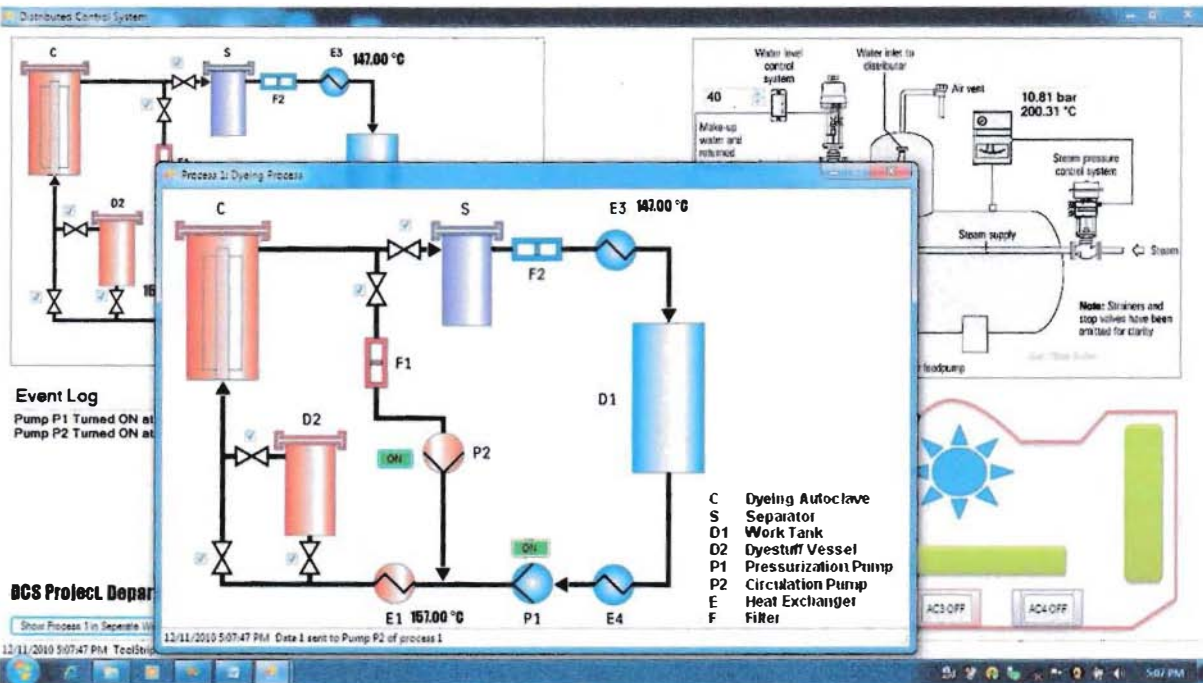 Distributed Control System
C
S
E3 147.00 °C
F2
D2
Water level control system
Water inlet to distributor
Air vent
40
10.81 bar
200.31 °C
Make-up water and returned
Steam pressure control system
Steam supply
Steam
Note: Strainers and stop valves have been omitted for clarity
feedpump
Process 1: Dyeing Process
C
S
E3 147.00 °C
F2
F1
D1
D2
ON
P2
ON
E1 157.00 °C
P1
E4
C Dyeing Autoclave
S Separator
D1 Work Tank
D2 Dyestuff Vessel
P1 Pressurization Pump
P2 Circulation Pump
E Heat Exchanger
F Filter
12/11/2010 5:07:47 PM Data 1 sent to Pump P2 of process 1
Event Log
Pump P1 Turned ON at
Pump P2 Turned ON at
DCS Project, Depar
Show Process 1 in Seperate W
12/11/2010 5:07:47 PM ToolStrip
AC3 OFF
AC4 OFF
5:07 PM